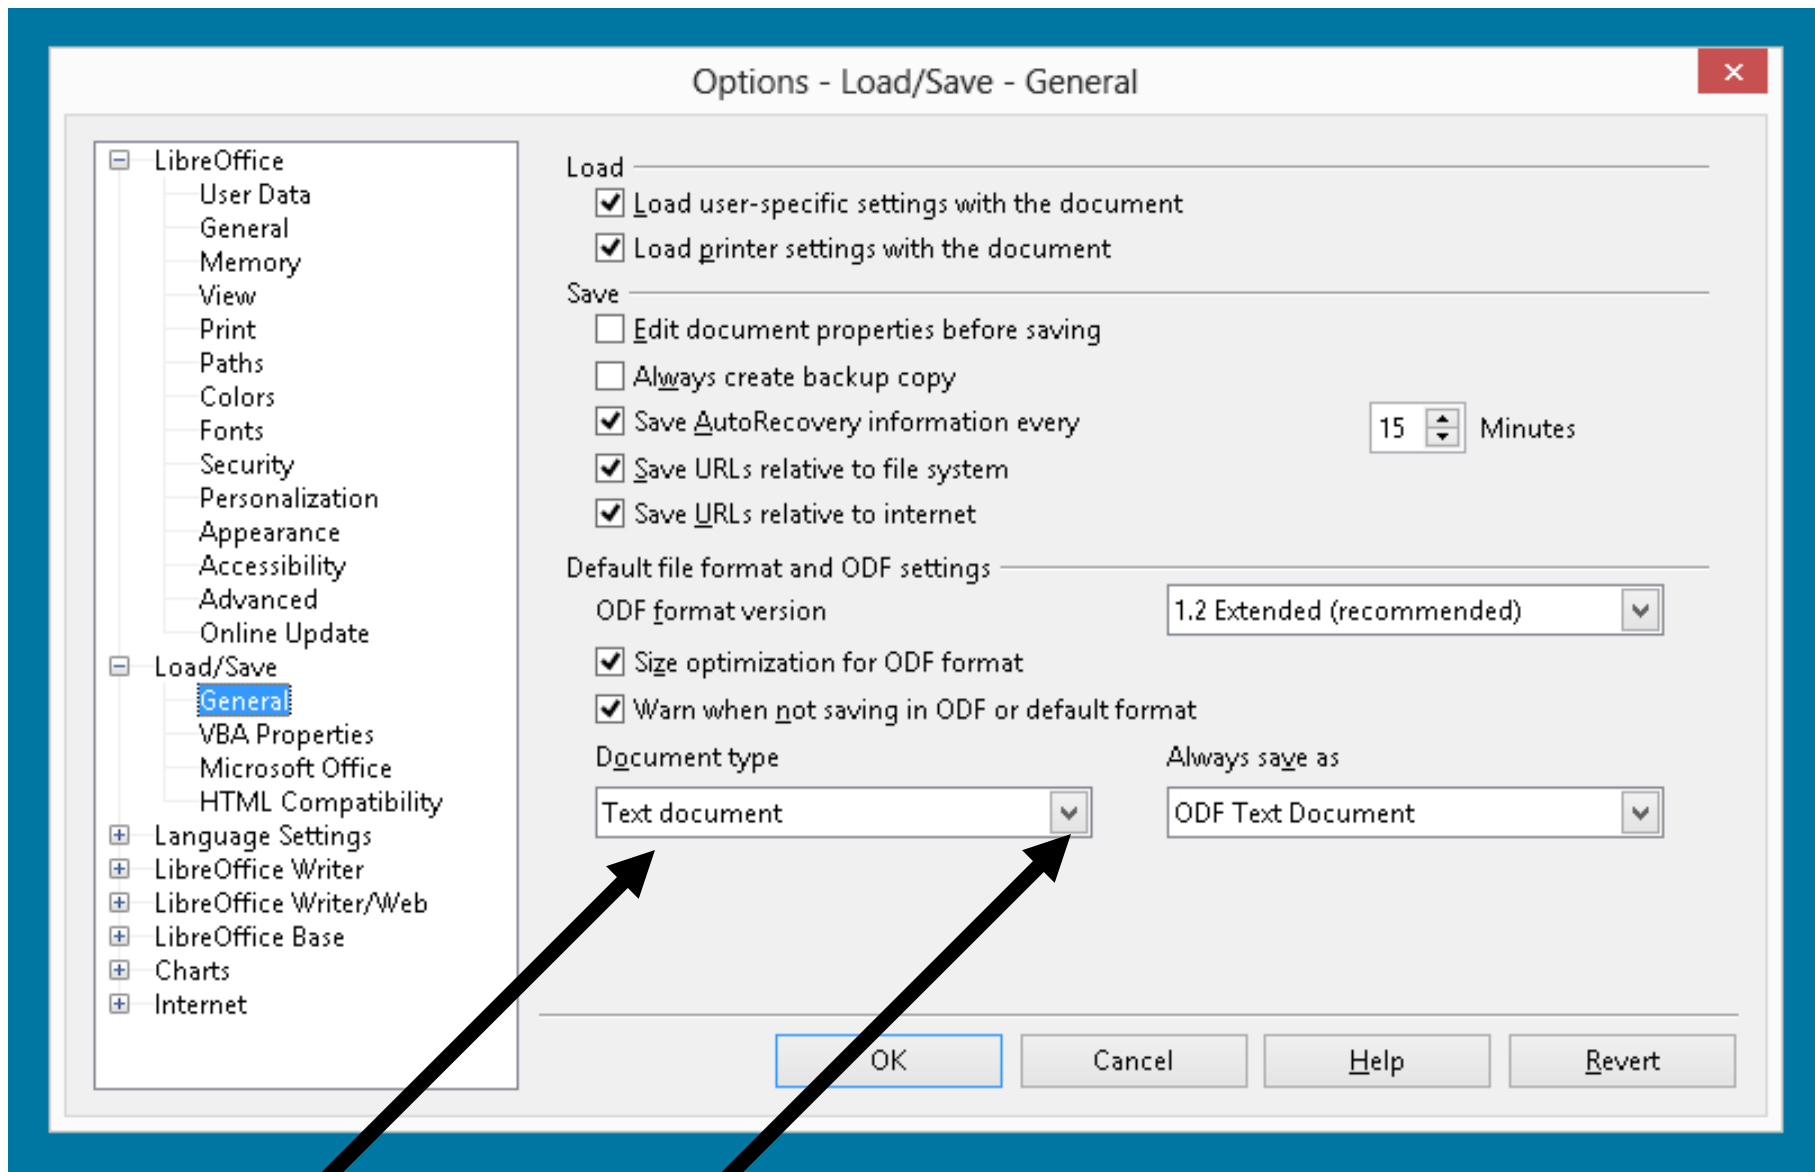 Options - Load/Save - General
LibreOffice
User Data
General
Memory
View
Print
Paths
Colors
Fonts
Security
Personalization
Appearance
Accessibility
Advanced
Online Update
Load/Save
General
VBA Properties
Microsoft Office
HTML Compatibility
Language Settings
LibreOffice Writer
LibreOffice Writer/Web
LibreOffice Base
Charts
Internet
Load
Load user-specific settings with the document
Load printer settings with the document
Save
Edit document properties before saving
Always create backup copy
Save AutoRecovery information every 15 Minutes
Save URLs relative to file system
Save URLs relative to internet
Default file format and ODF settings
ODF format version 1.2 Extended (recommended)
Size optimization for ODF format
Warn when not saving in ODF or default format
Document type Always save as
Text document ODF Text Document
OK Cancel Help Revert